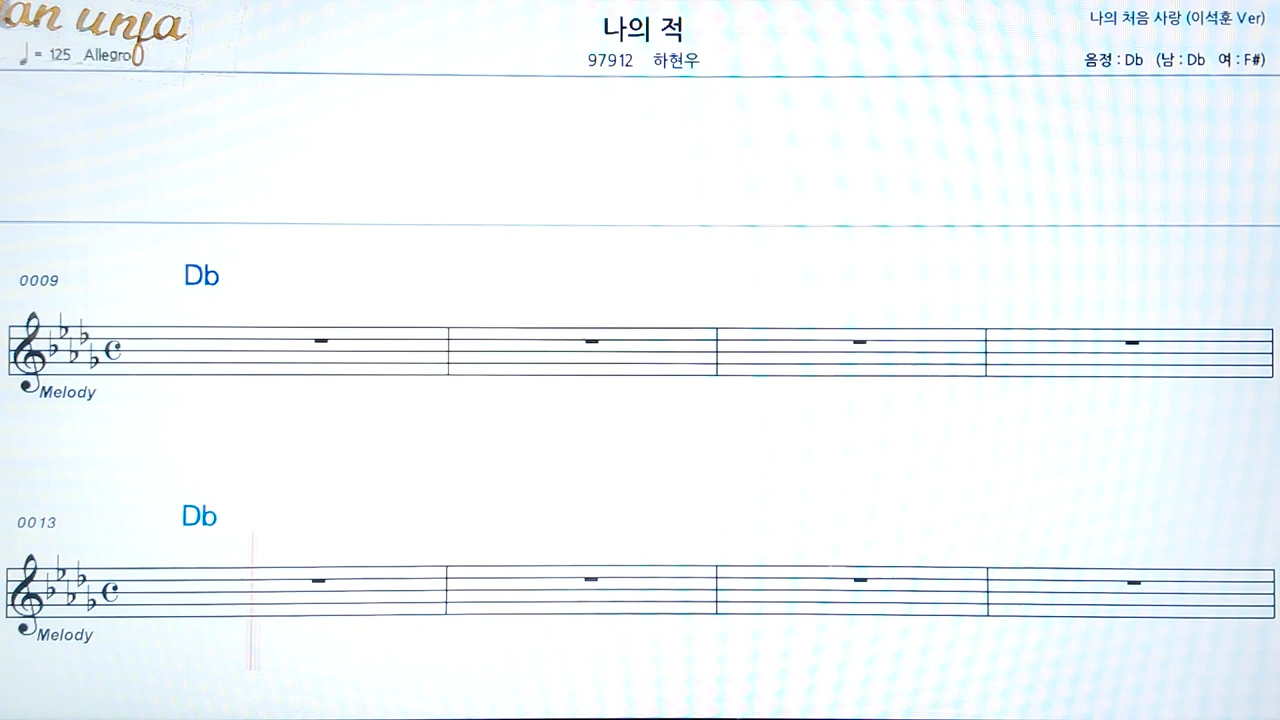 an unfa
= 125 Allegro
나의 적
97912 하현우
나의 처음 사랑 (이석훈 Ver)
음정 : Db (남 : Db 여 : F#)
0009
Db
Melody
0013
Db
Melody